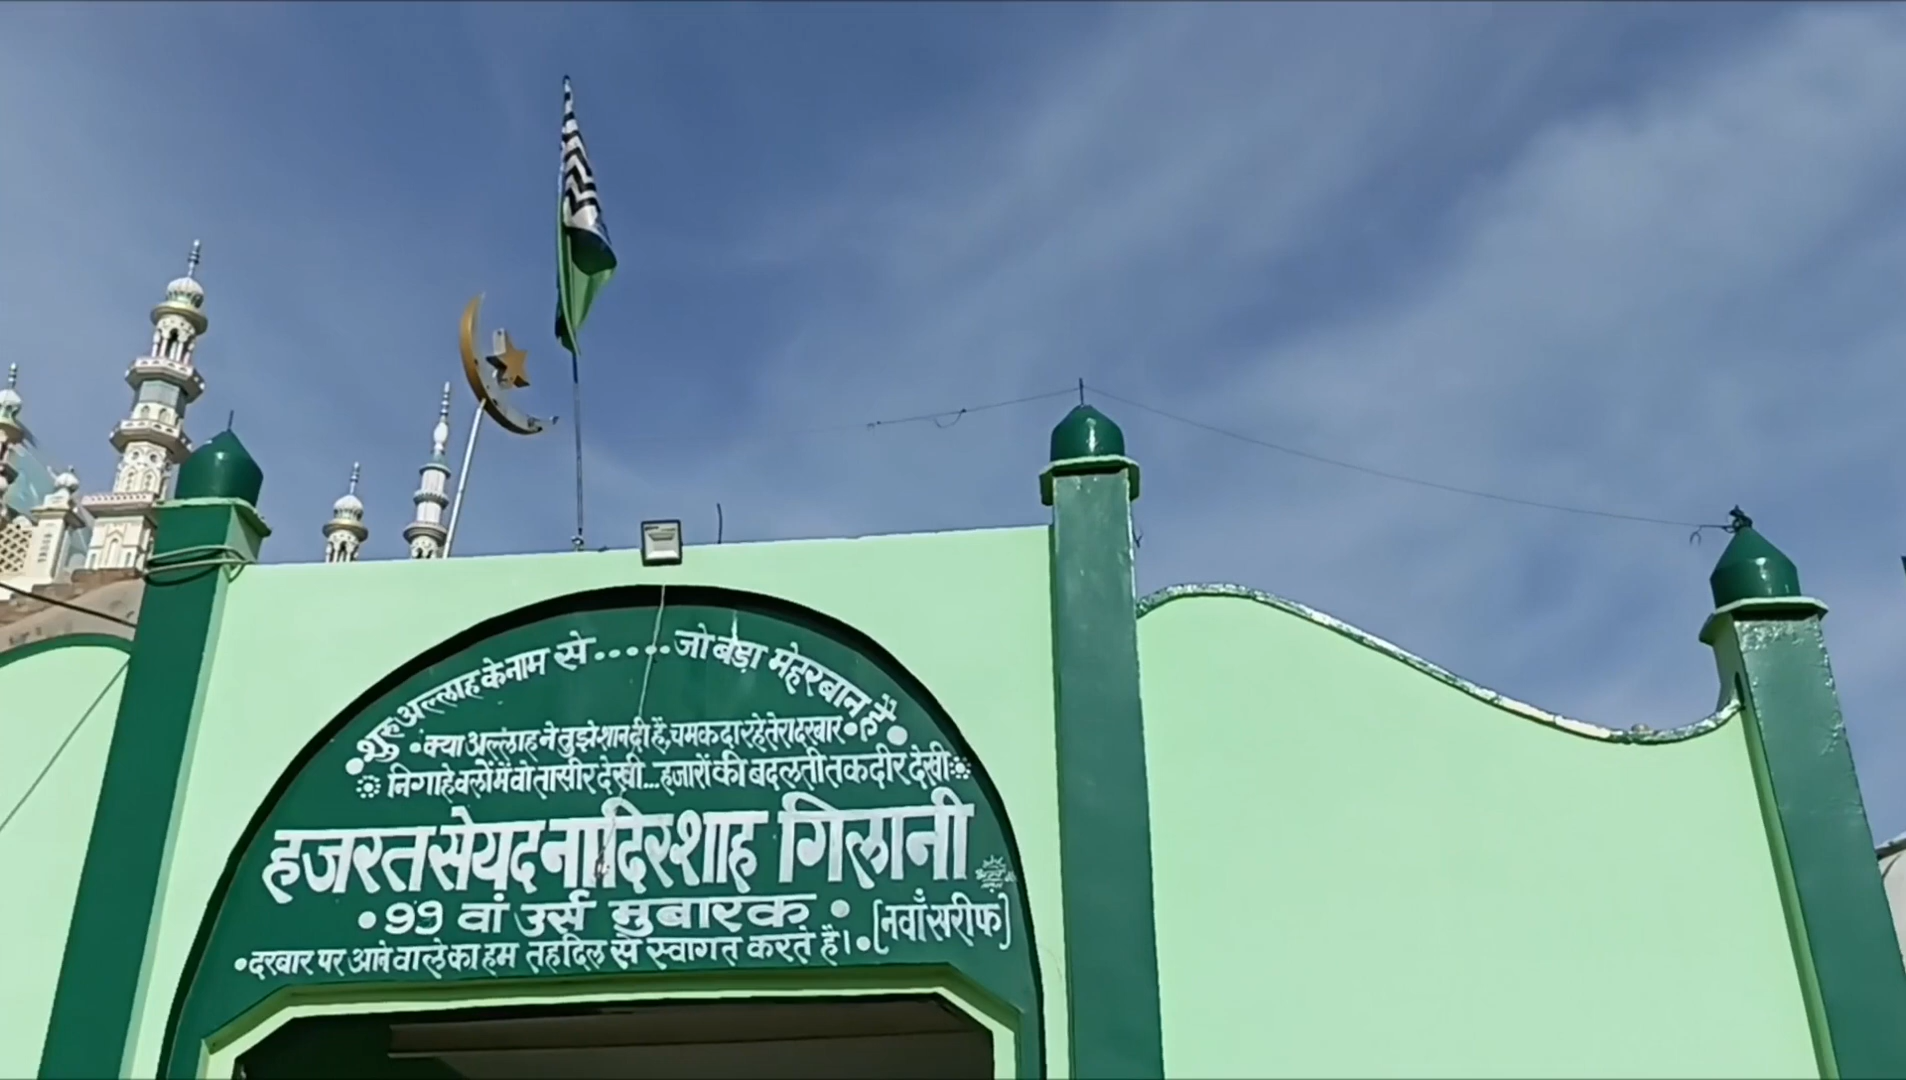 शुरु अल्लाह के नाम से.....जो बड़ा मेहरबान है
क्या अल्लाह ने तुझे शान दी है, चमकदार हे तेरा दरबार
निगाहे वलीं में वो तासीर देखी...हजारों की बदलती तकदीर देखी
हजरत सेयद नादिरशाह गिलानी
99 वां उर्स मुबारक (नवाँ सरीफ)
दरबार पर आने वाले का हम तहदिल से स्वागत करते है।